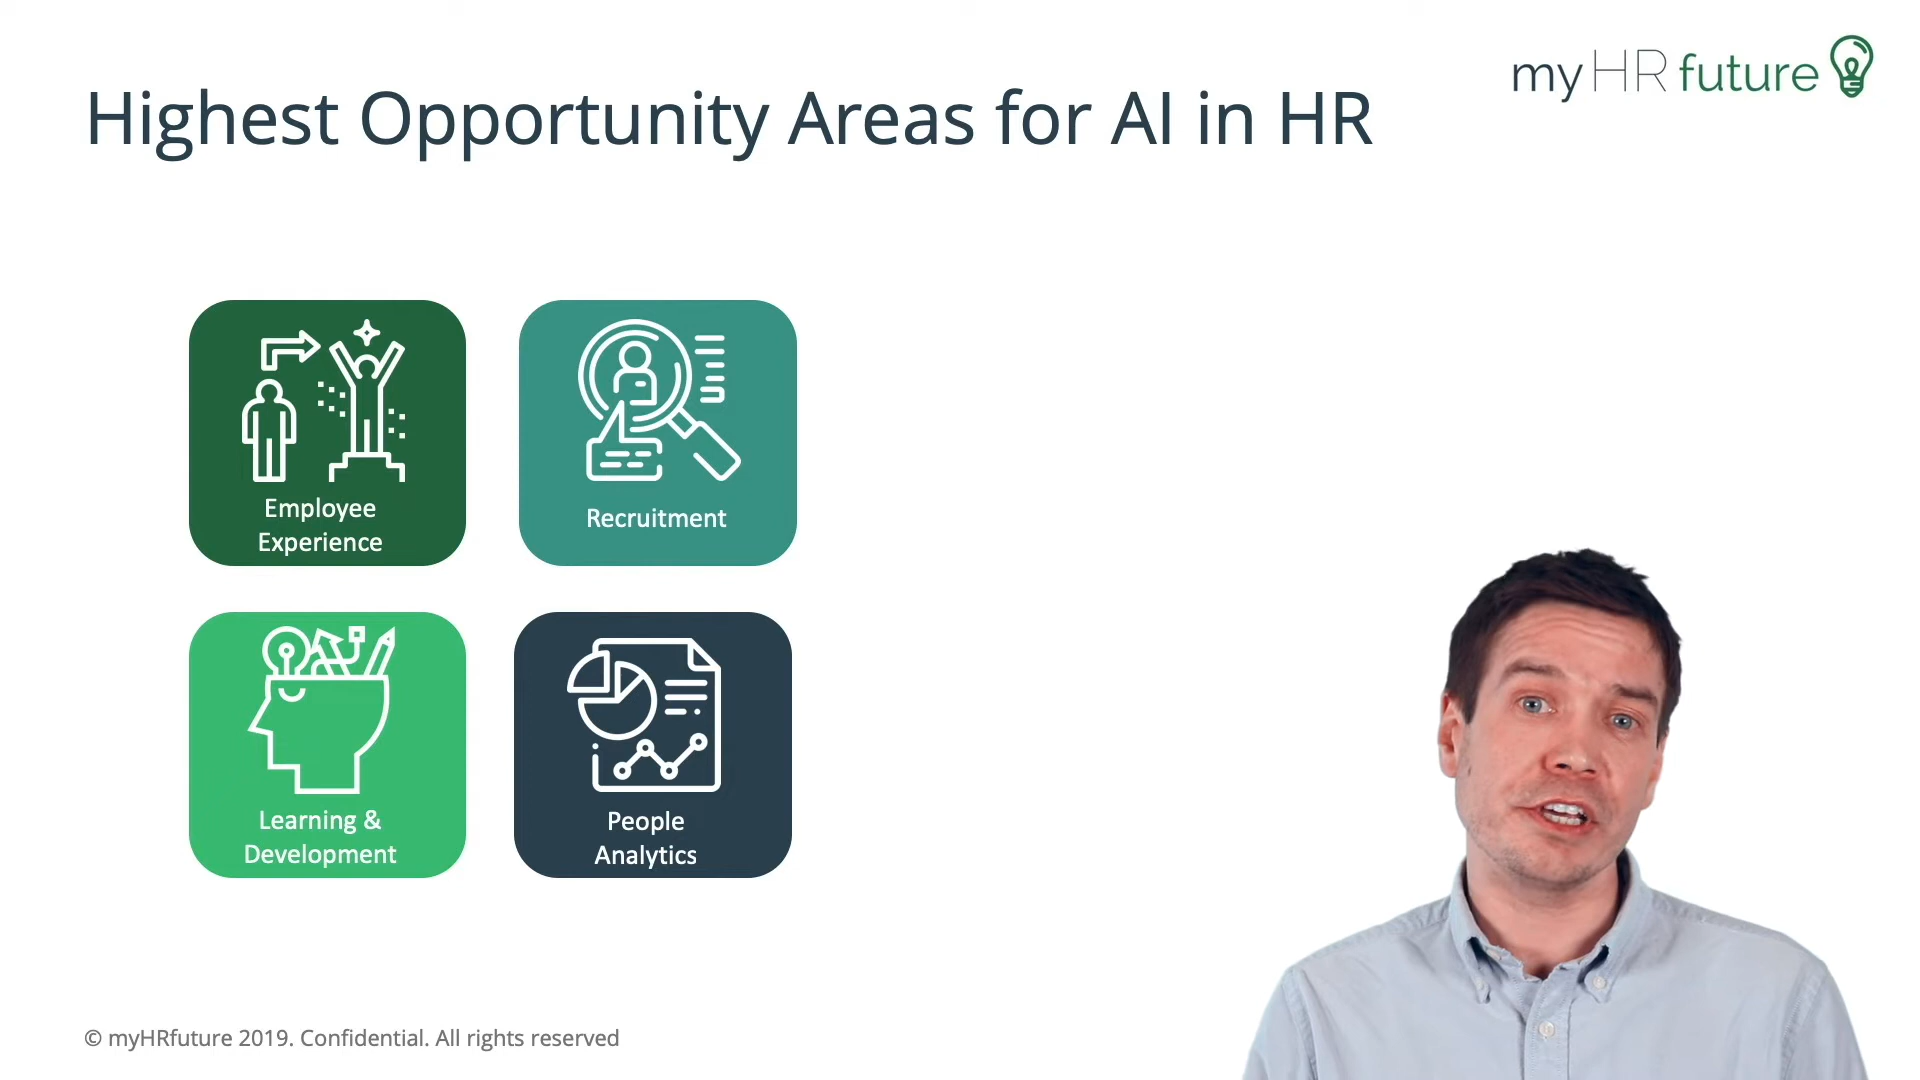 my HR future
Highest Opportunity Areas for AI in HR
Employee
Experience
Recruitment
Learning &
Development
People
Analytics
© myHRfuture 2019. Confidential. All rights reserved